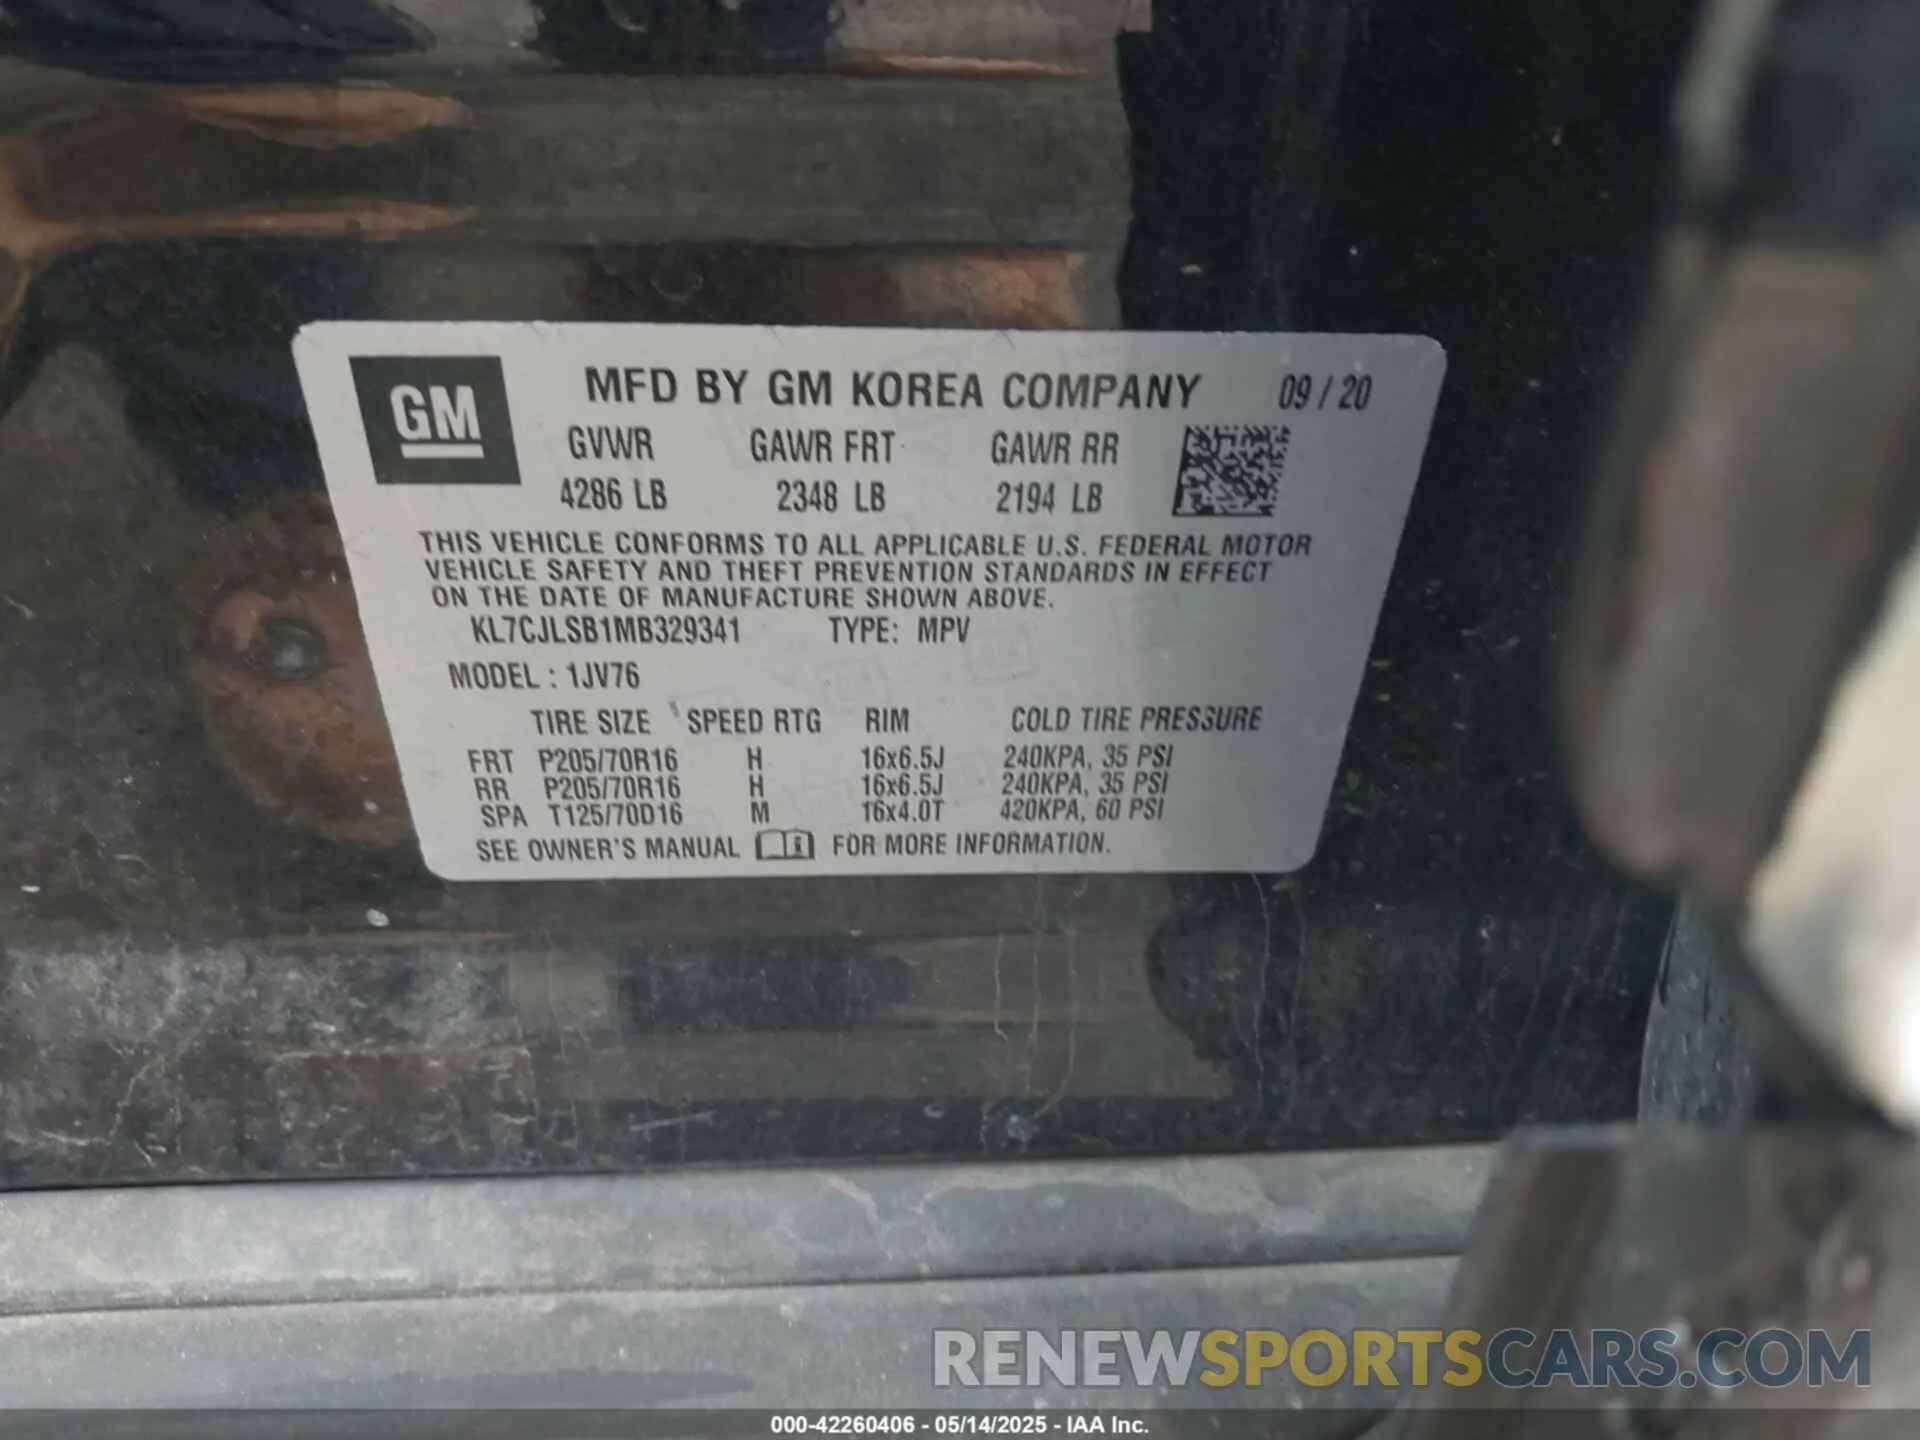 GM
MFD BY GM KOREA COMPANY 09/20
GVWR GAWR FRT GAWR RR
4286 LB 2348 LB 2194 LB
THIS VEHICLE CONFORMS TO ALL APPLICABLE U.S. FEDERAL MOTOR
VEHICLE SAFETY AND THEFT PREVENTION STANDARDS IN EFFECT
ON THE DATE OF MANUFACTURE SHOWN ABOVE.
KL7CJLSB1MB329341 TYPE: MPV
MODEL : 1JV76
TIRE SIZE SPEED RTG RIM COLD TIRE PRESSURE
FRT P205/70R16 H 16x6.5J 240KPA, 35 PSI
RR P205/70R16 H 16x6.5J 240KPA, 35 PSI
SPA T125/70D16 M 16x4.0T 420KPA, 60 PSI
SEE OWNER'S MANUAL i FOR MORE INFORMATION.
RENEWSPORTSCARS.COM
000-42260406 - 05/14/2025 - IAA Inc.